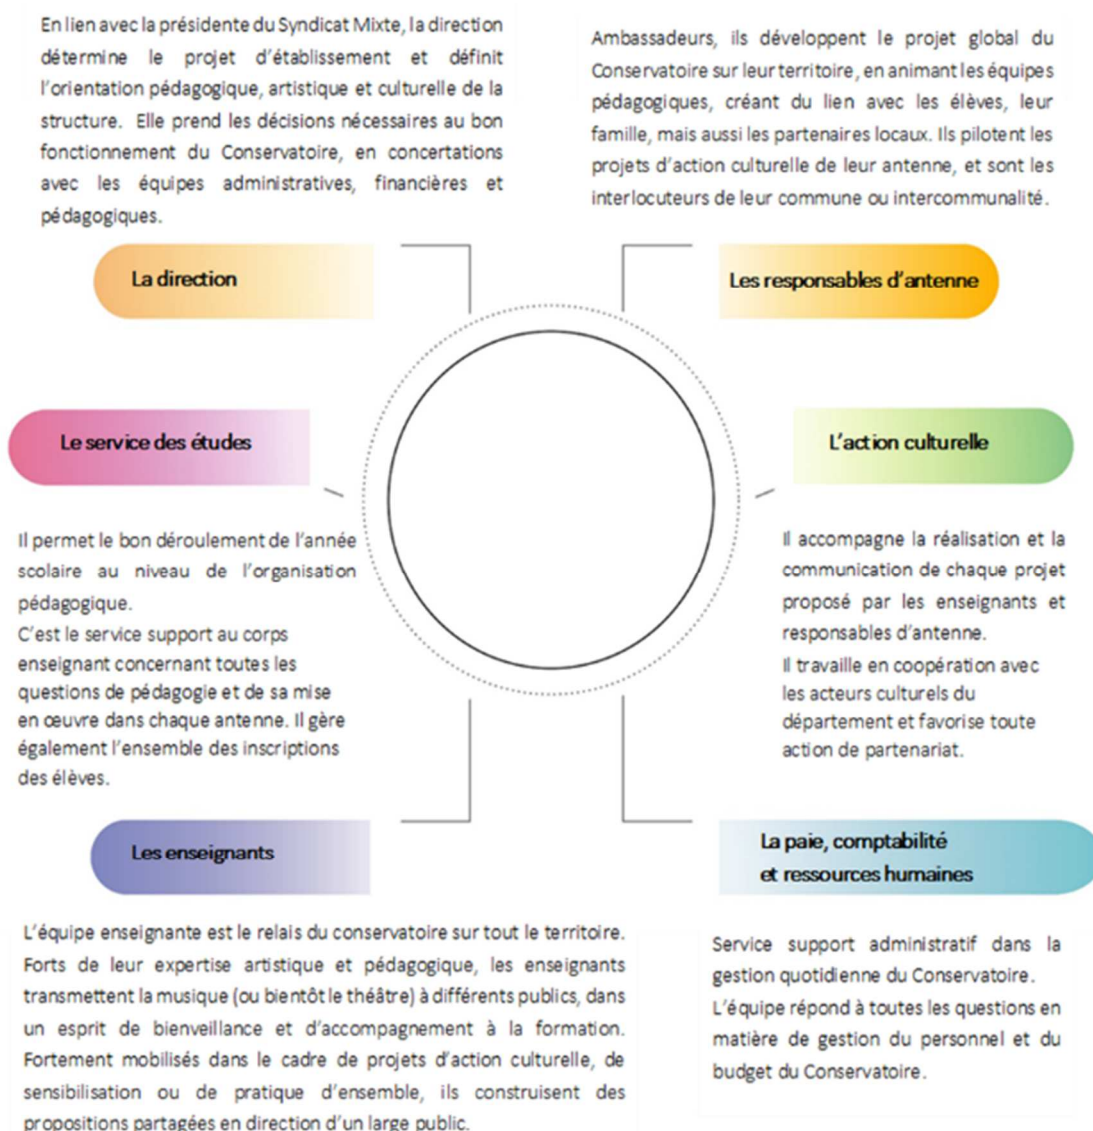 En lien avec la présidente du Syndicat Mixte, la direction
détermine le projet d'établissement et définit
l'orientation pédagogique, artistique et culturelle de la
structure. Elle prend les décisions nécessaires au bon
fonctionnement du Conservatoire, en concertations
avec les équipes administratives, financières et
pédagogiques.
Ambassadeurs, ils développent le projet global du
Conservatoire sur leur territoire, en animant les équipes
pédagogiques, créant du lien avec les élèves, leur
famille, mais aussi les partenaires locaux. Ils pilotent les
projets d'action culturelle de leur antenne, et sont les
interlocuteurs de leur commune ou intercommunalité.
La direction
Les responsables d'antenne
Le service des études
L'action culturelle
Il permet le bon déroulement de l'année
scolaire au niveau de l'organisation
pédagogique.
C'est le service support au corps
enseignant concernant toutes les
questions de pédagogie et de sa mise
en œuvre dans chaque antenne. Il gère
également l'ensemble des inscriptions
des élèves.
Il accompagne la réalisation et la
communication de chaque projet
proposé par les enseignants et
responsables d'antenne.
Il travaille en coopération avec
les acteurs culturels du
département et favorise toute
action de partenariat.
Les enseignants
La paie, comptabilité
et ressources humaines
L'équipe enseignante est le relais du conservatoire sur tout le territoire.
Forts de leur expertise artistique et pédagogique, les enseignants
transmettent la musique (ou bientôt le théâtre) à différents publics, dans
un esprit de bienveillance et d'accompagnement à la formation.
Fortement mobilisés dans le cadre de projets d'action culturelle, de
sensibilisation ou de pratique d'ensemble, ils construisent des
propositions partagées en direction d'un large public.
Service support administratif dans la
gestion quotidienne du Conservatoire.
L'équipe répond à toutes les questions en
matière de gestion du personnel et du
budget du Conservatoire.